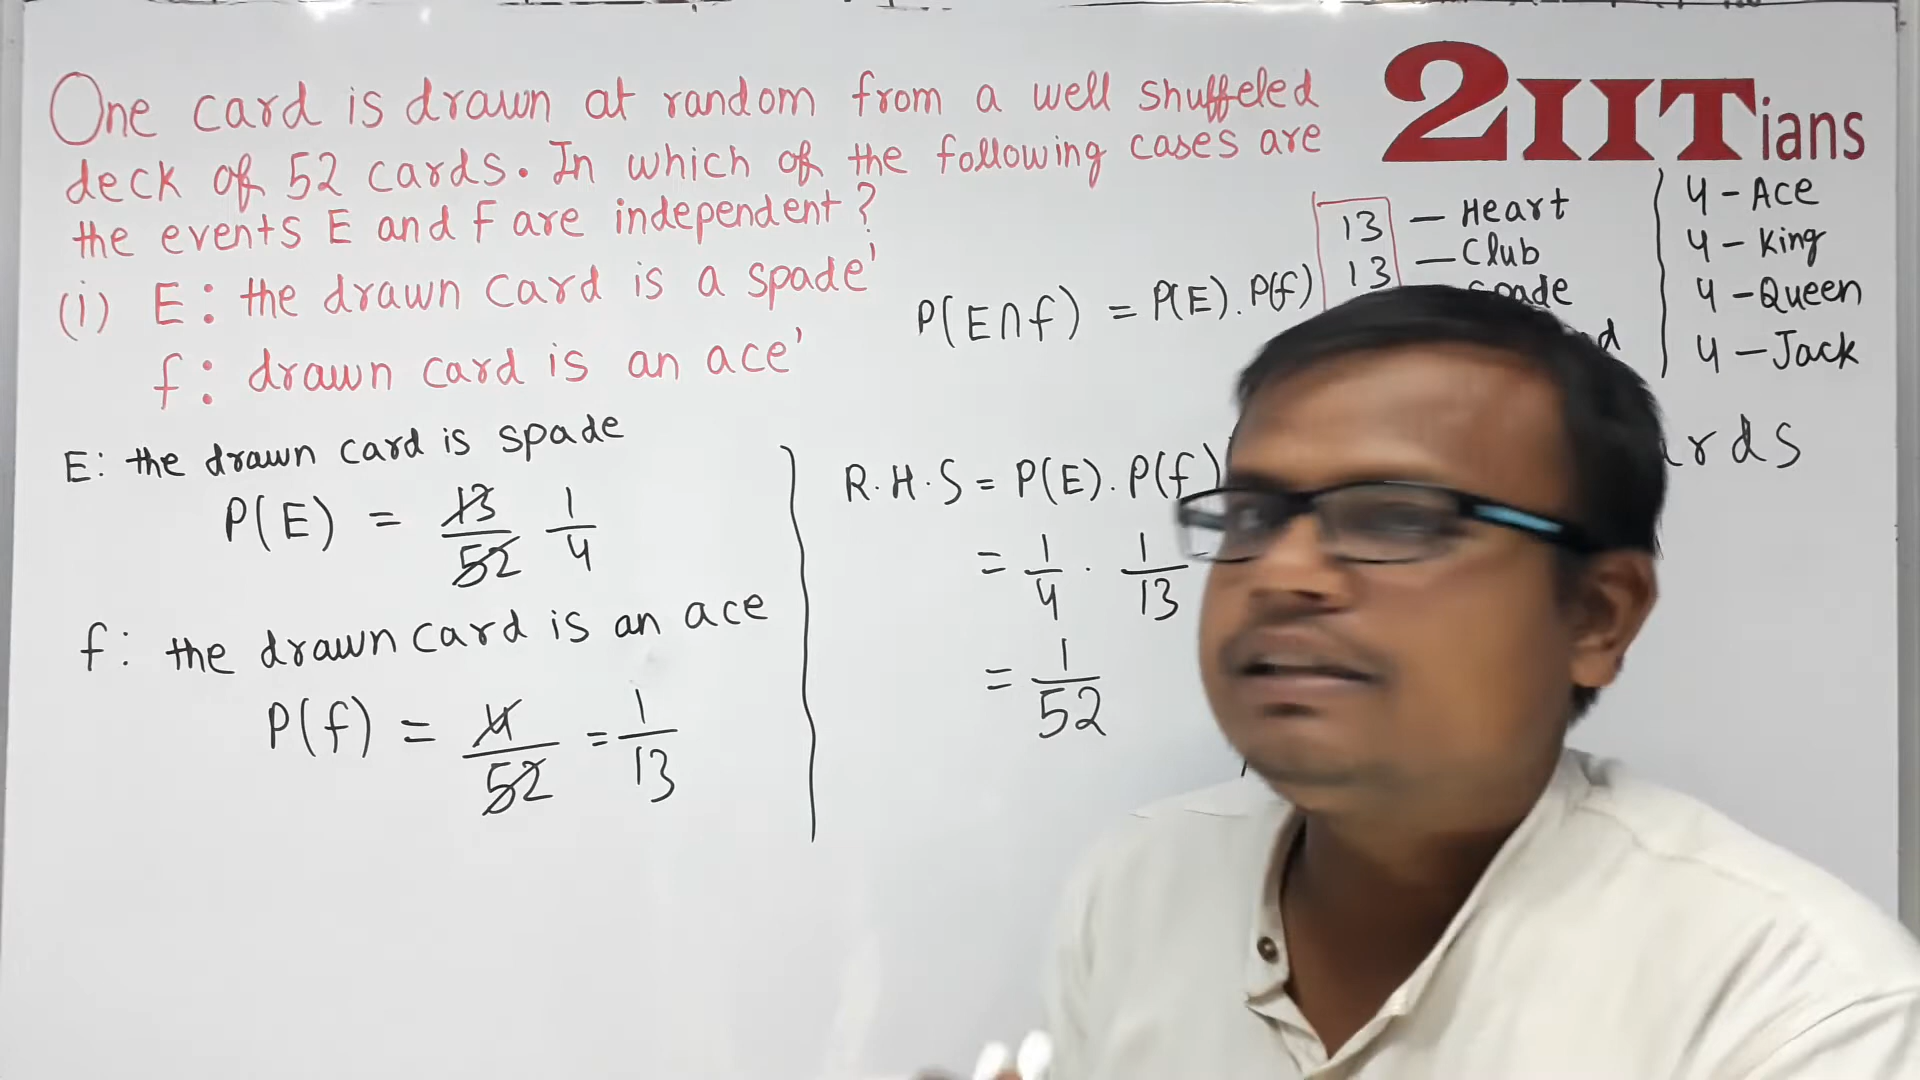 One card is drawn at random from a well shuffeled
deck of 52 cards. In which of the following cases are
the events E and F are independent?
(i) E: the drawn card is a spade'
f: drawn card is an ace'
2IITians
P(E∩f) = P(E).P(f)
13 — Heart
13 — Club
Spade
4 - Ace
4 - King
4 - Queen
4 - Jack
E: the drawn card is spade
P(E) = 13/52 1/4
f: the drawn card is an ace
P(f) = 4/52 = 1/13
R.H.S = P(E).P(f)
= 1/4 . 1/13
= 1/52